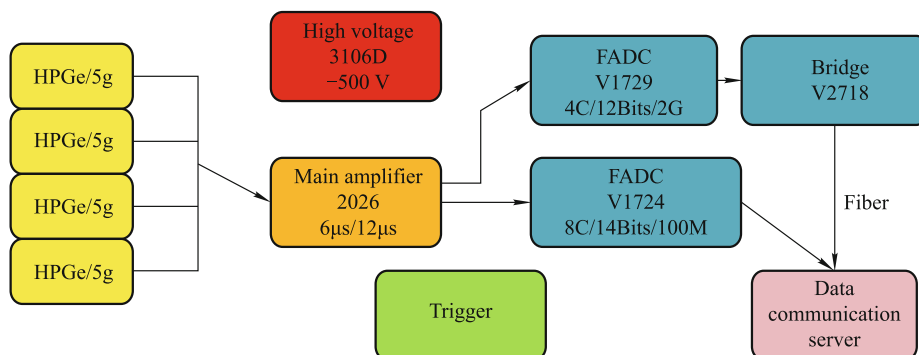 HPGe/5g
HPGe/5g
HPGe/5g
HPGe/5g
High voltage
3106D
−500 V
Main amplifier
2026
6μs/12μs
FADC
V1729
4C/12Bits/2G
FADC
V1724
8C/14Bits/100M
Bridge
V2718
Fiber
Trigger
Data
communication
server